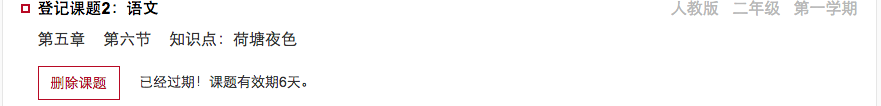 登记课题2：语文 人教版 二年级 第一学期
第五章 第六节 知识点：荷塘夜色
删除课题 已经过期！课题有效期6天。